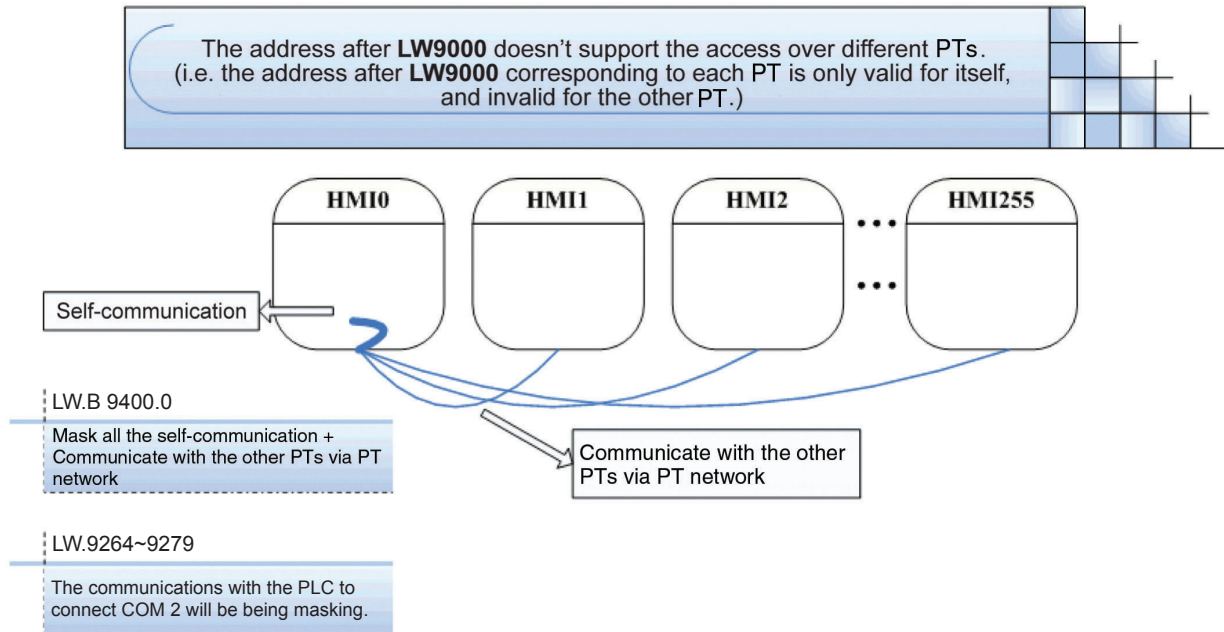 The address after LW9000 doesn't support the access over different PTs.
(i.e. the address after LW9000 corresponding to each PT is only valid for itself,
and invalid for the other PT.)
HMI0
HMI1
HMI2
HMI255
Self-communication
LW.B 9400.0
Mask all the self-communication +
Communicate with the other PTs via PT
network
Communicate with the other
PTs via PT network
LW.9264~9279
The communications with the PLC to
connect COM 2 will be being masking.